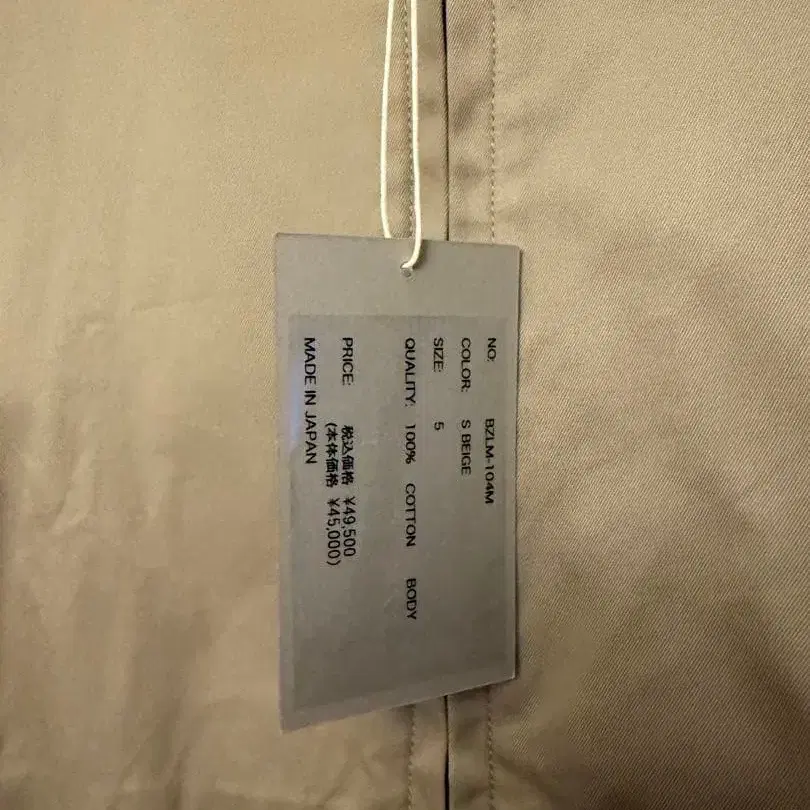 NO: BZLM-104M
COLOR: S BEIGE
SIZE: 5
QUALITY: 100% COTTON BODY
PRICE: 税込価格 ¥49,500
(本体価格 ¥45,000)
MADE IN JAPAN